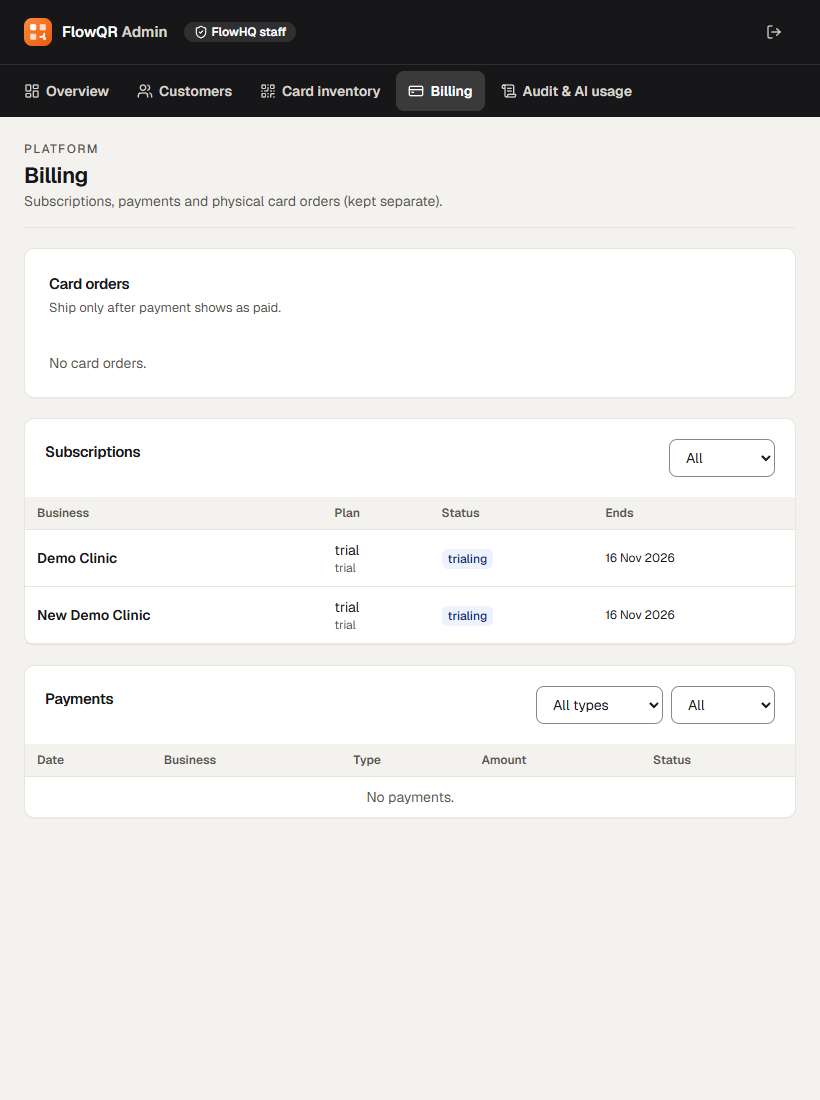 FlowQR Admin FlowHQ staff
Overview Customers Card inventory Billing Audit & AI usage
PLATFORM
Billing
Subscriptions, payments and physical card orders (kept separate).
Card orders
Ship only after payment shows as paid.
No card orders.
Subscriptions All
Business Plan Status Ends
Demo Clinic trial trialing 16 Nov 2026
trial
New Demo Clinic trial trialing 16 Nov 2026
trial
Payments All types All
Date Business Type Amount Status
No payments.